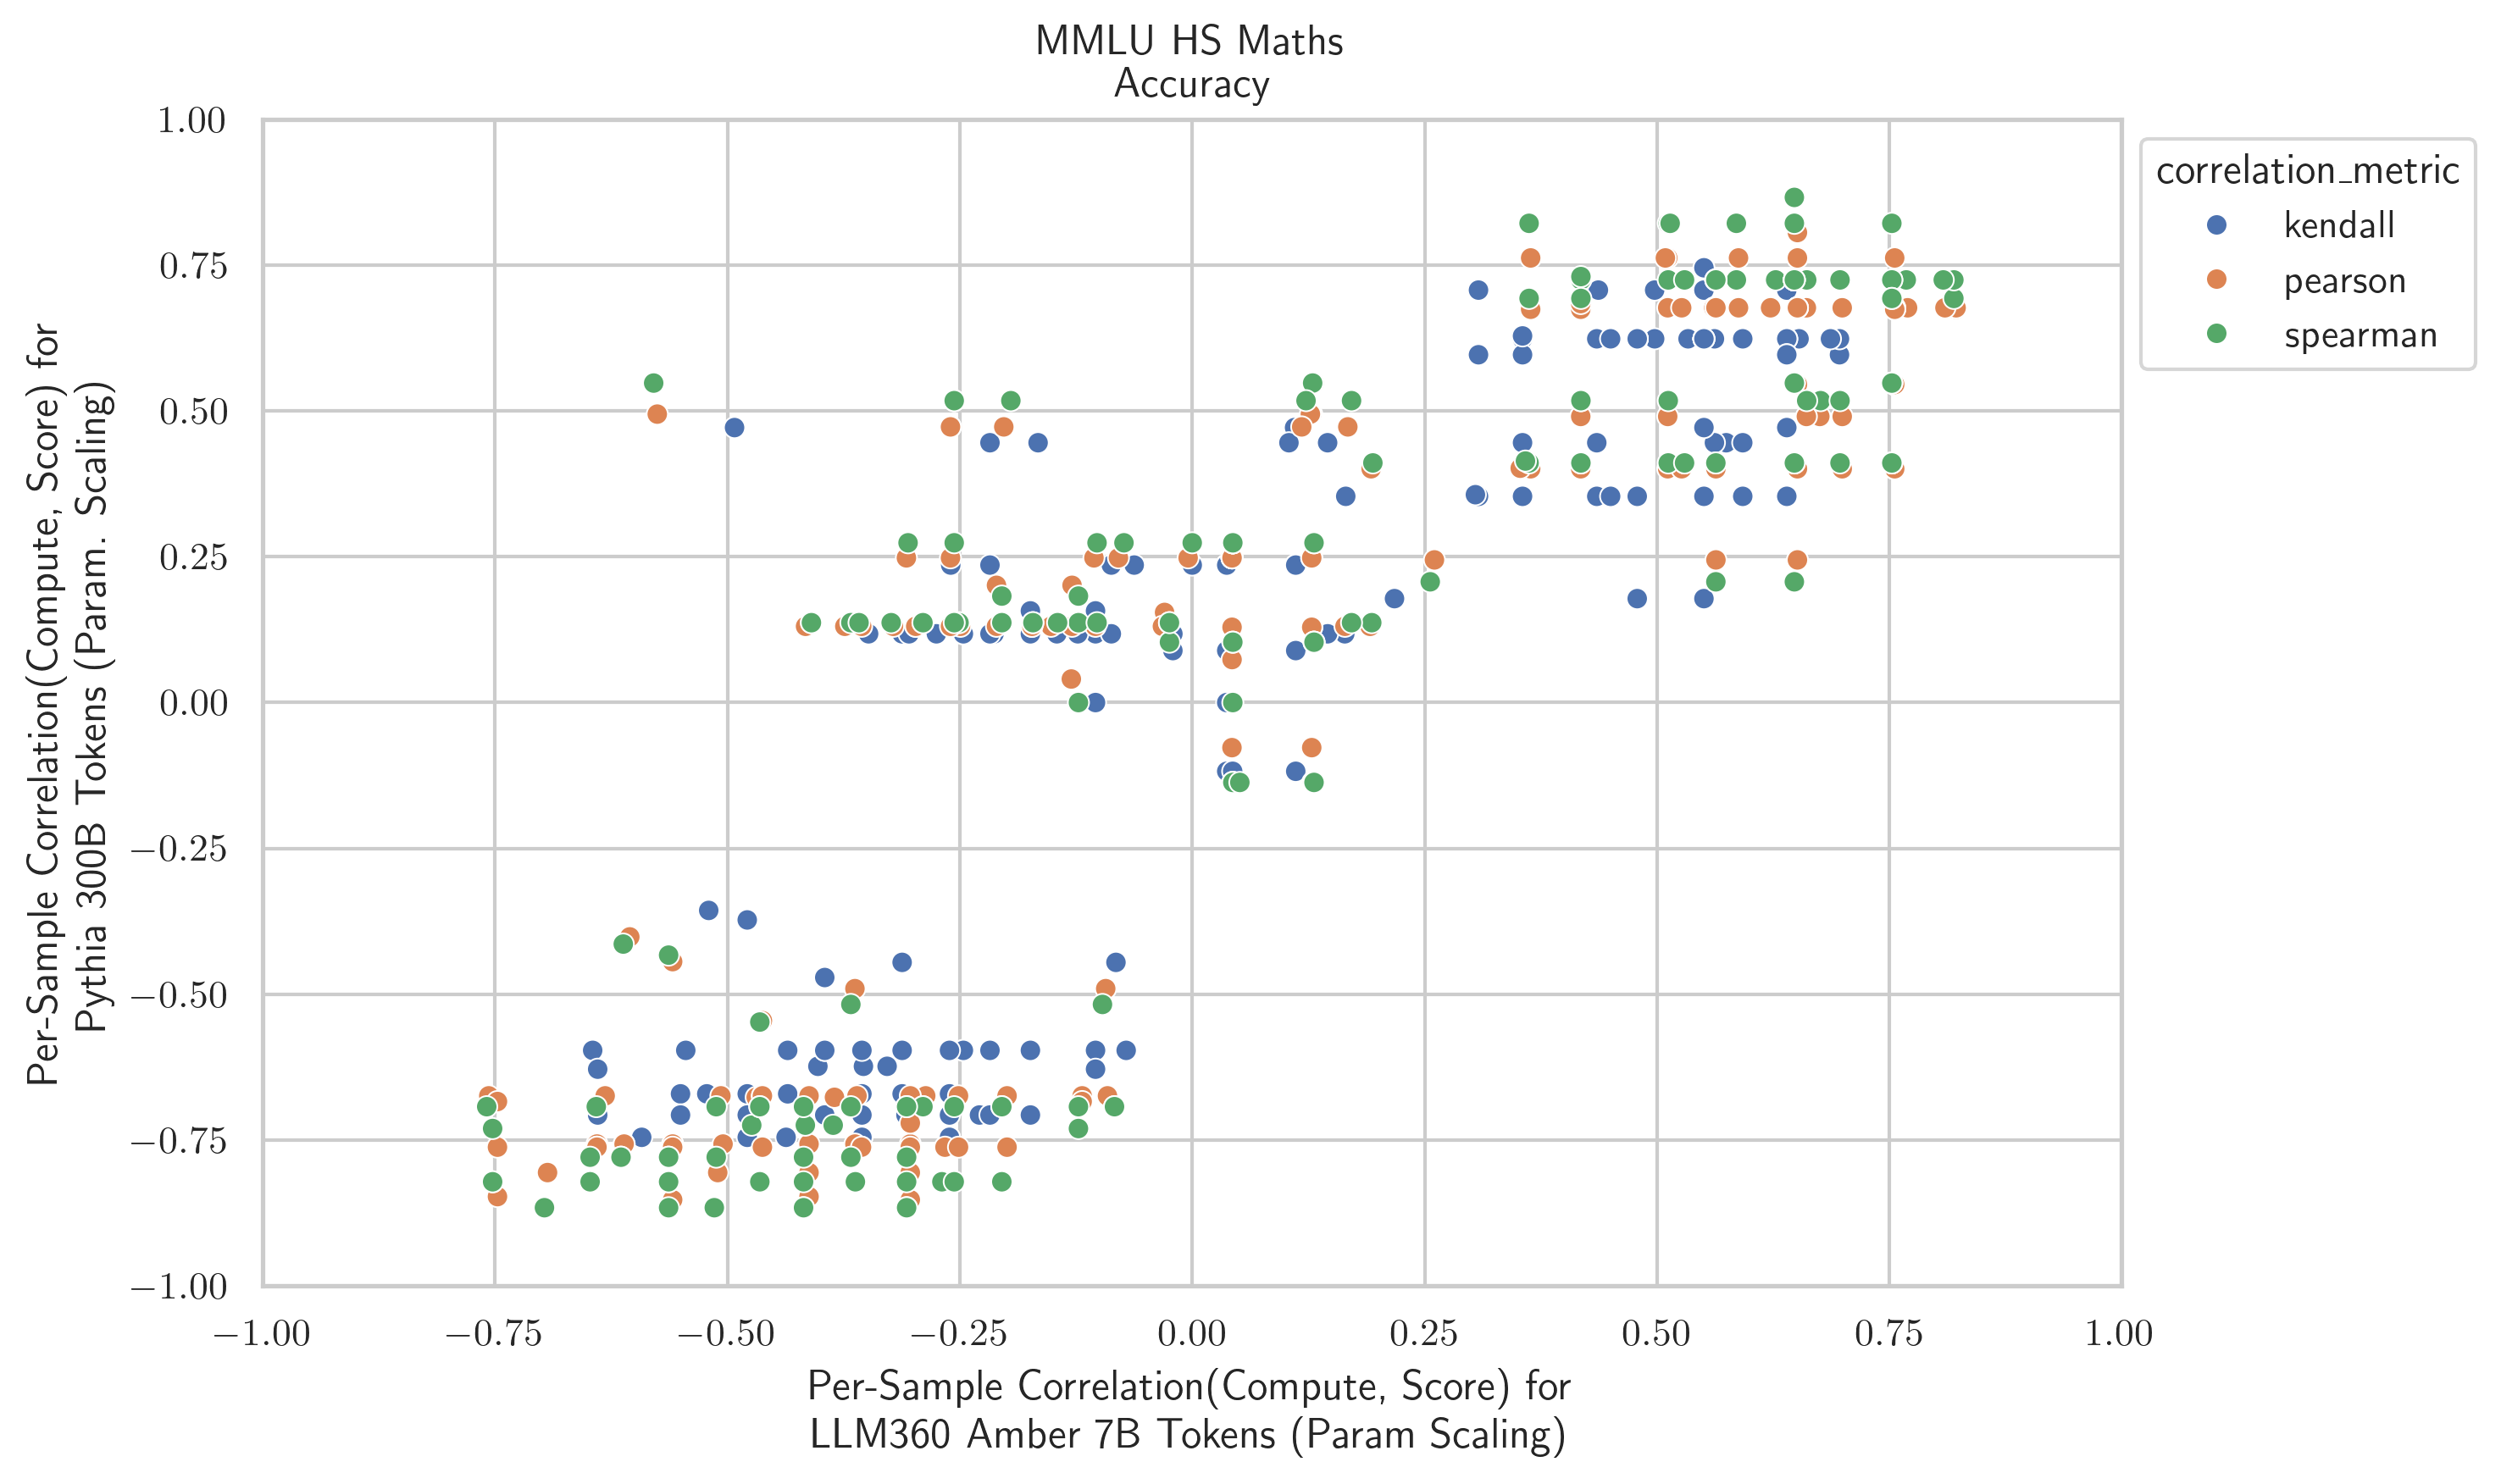 MMLU HS Maths
Accuracy
Per-Sample Correlation(Compute, Score) for
Pythia 300B Tokens (Param. Scaling)
1.00
0.75
0.50
0.25
0.00
−0.25
−0.50
−0.75
−1.00
−1.00 −0.75 −0.50 −0.25 0.00 0.25 0.50 0.75 1.00
Per-Sample Correlation(Compute, Score) for
LLM360 Amber 7B Tokens (Param Scaling)
correlation_metric
kendall
pearson
spearman